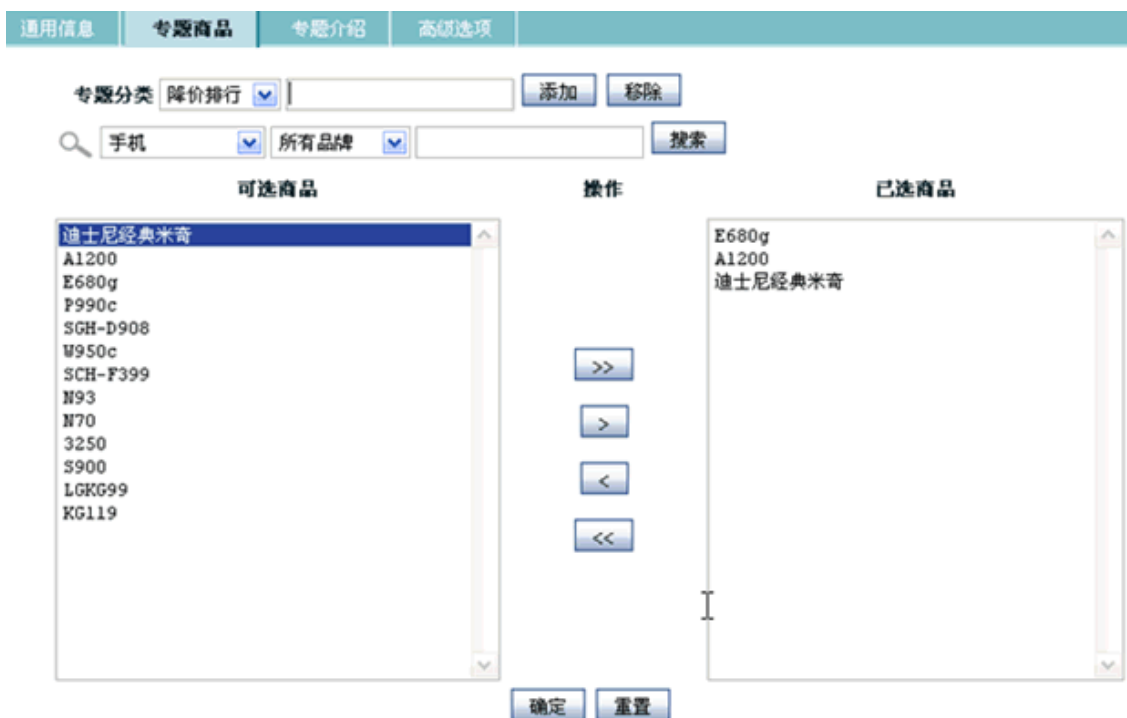 通用信息 专题商品 专题介绍 高级选项
专题分类 降价排行 添加 移除
手机 所有品牌 搜索
可选商品 操作 已选商品
迪士尼经典米奇 E680g
A1200 A1200
E680g 迪士尼经典米奇
P990c
SGH-D908
W950c
SCH-F399 >>
N93
N70 >
3250
S900 <
LGKG99
KG119 <<
确定 重置